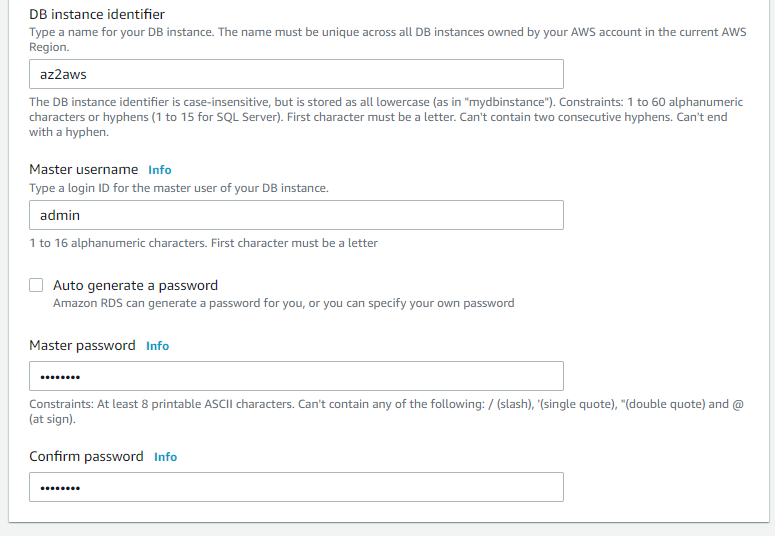 DB instance identifier
Type a name for your DB instance. The name must be unique across all DB instances owned by your AWS account in the current AWS
Region.
az2aws
The DB instance identifier is case-insensitive, but is stored as all lowercase (as in "mydbinstance"). Constraints: 1 to 60 alphanumeric
characters or hyphens (1 to 15 for SQL Server). First character must be a letter. Can't contain two consecutive hyphens. Can't end
with a hyphen.
Master username Info
Type a login ID for the master user of your DB instance.
admin
1 to 16 alphanumeric characters. First character must be a letter
Auto generate a password
Amazon RDS can generate a password for you, or you can specify your own password
Master password Info
••••••••
Constraints: At least 8 printable ASCII characters. Can't contain any of the following: / (slash), '(single quote), "(double quote) and @
(at sign).
Confirm password Info
••••••••